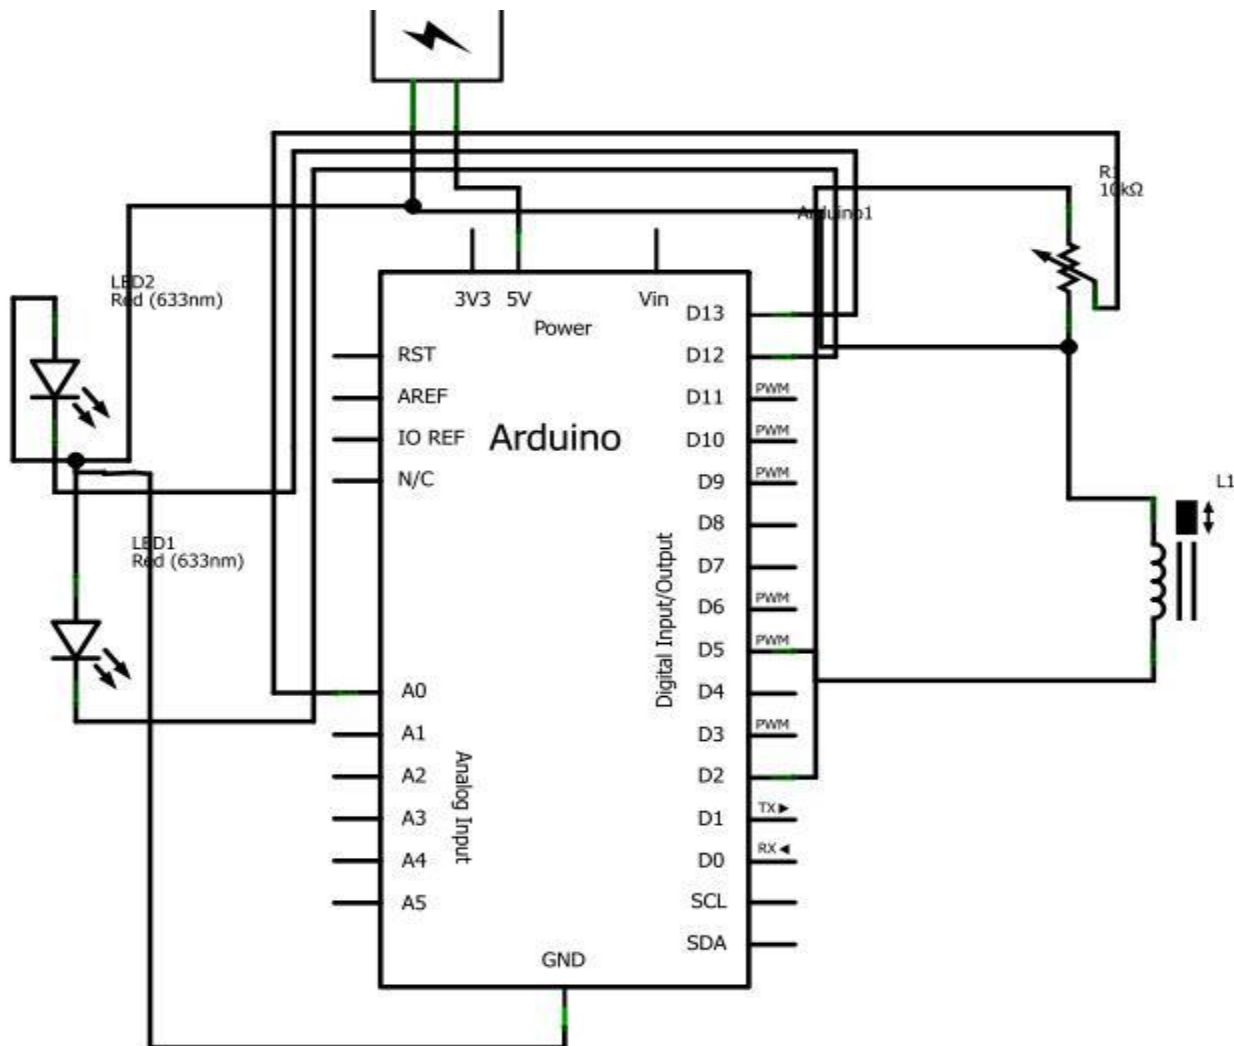 R1
10kΩ
Arduino1
LED2
Red (633nm)
3V3 5V Vin
Power
D13
RST
D12
AREF
D11 PWM
IO REF
Arduino
D10 PWM
N/C
D9 PWM
L1
D8
LED1
Red (633nm)
D7
D6 PWM
Digital Input/Output
D5 PWM
A0
D4
A1
D3 PWM
Analog Input
A2
D2
A3
D1 TX
A4
D0 RX
A5
SCL
SDA
GND